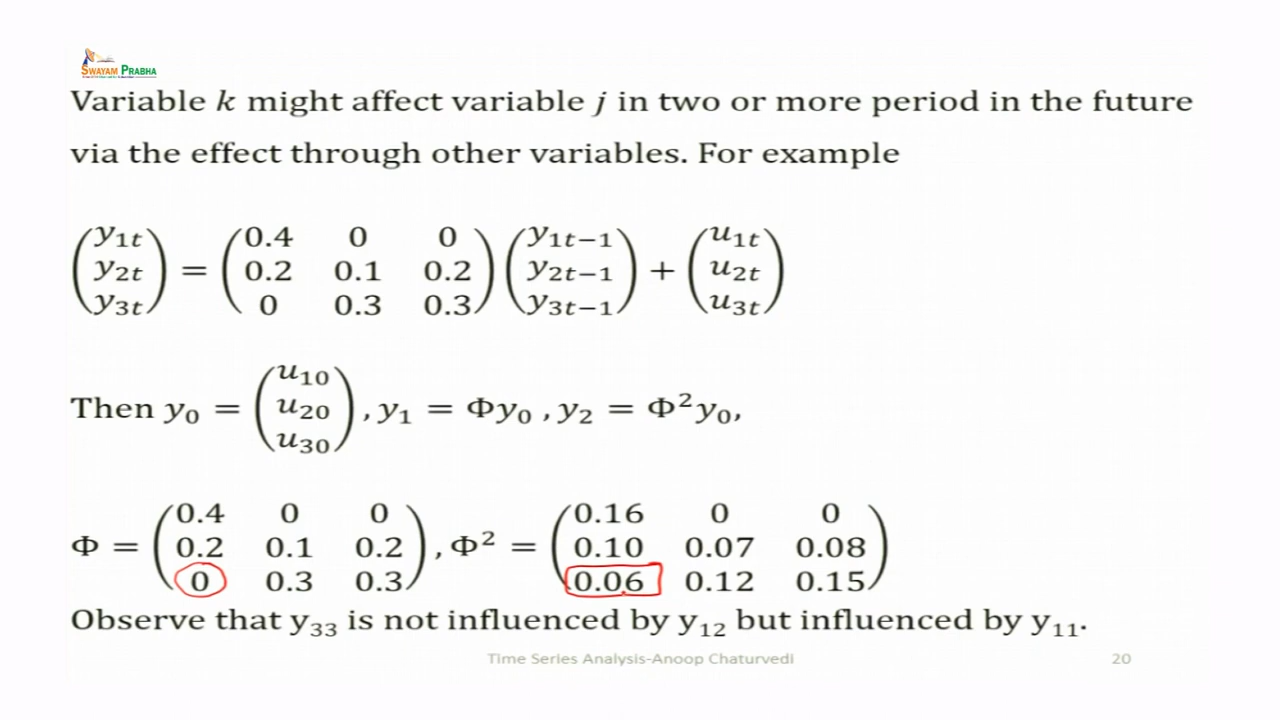 SWAYAM PRABHA
Variable k might affect variable j in two or more period in the future
via the effect through other variables. For example
(y₁ₜ) (0.4 0 0) (y₁ₜ₋₁) (u₁ₜ)
(y₂ₜ) = (0.2 0.1 0.2) (y₂ₜ₋₁) + (u₂ₜ)
(y₃ₜ) (0 0.3 0.3) (y₃ₜ₋₁) (u₃ₜ)
Then y₀ = (u₁₀ u₂₀ u₃₀), y₁ = Φy₀ , y₂ = Φ²y₀,
(0.4 0 0) (0.16 0 0)
Φ = (0.2 0.1 0.2), Φ² = (0.10 0.07 0.08)
(0 0.3 0.3) (0.06 0.12 0.15)
Observe that y₃₃ is not influenced by y₁₂ but influenced by y₁₁.
Time Series Analysis-Anoop Chaturvedi 20